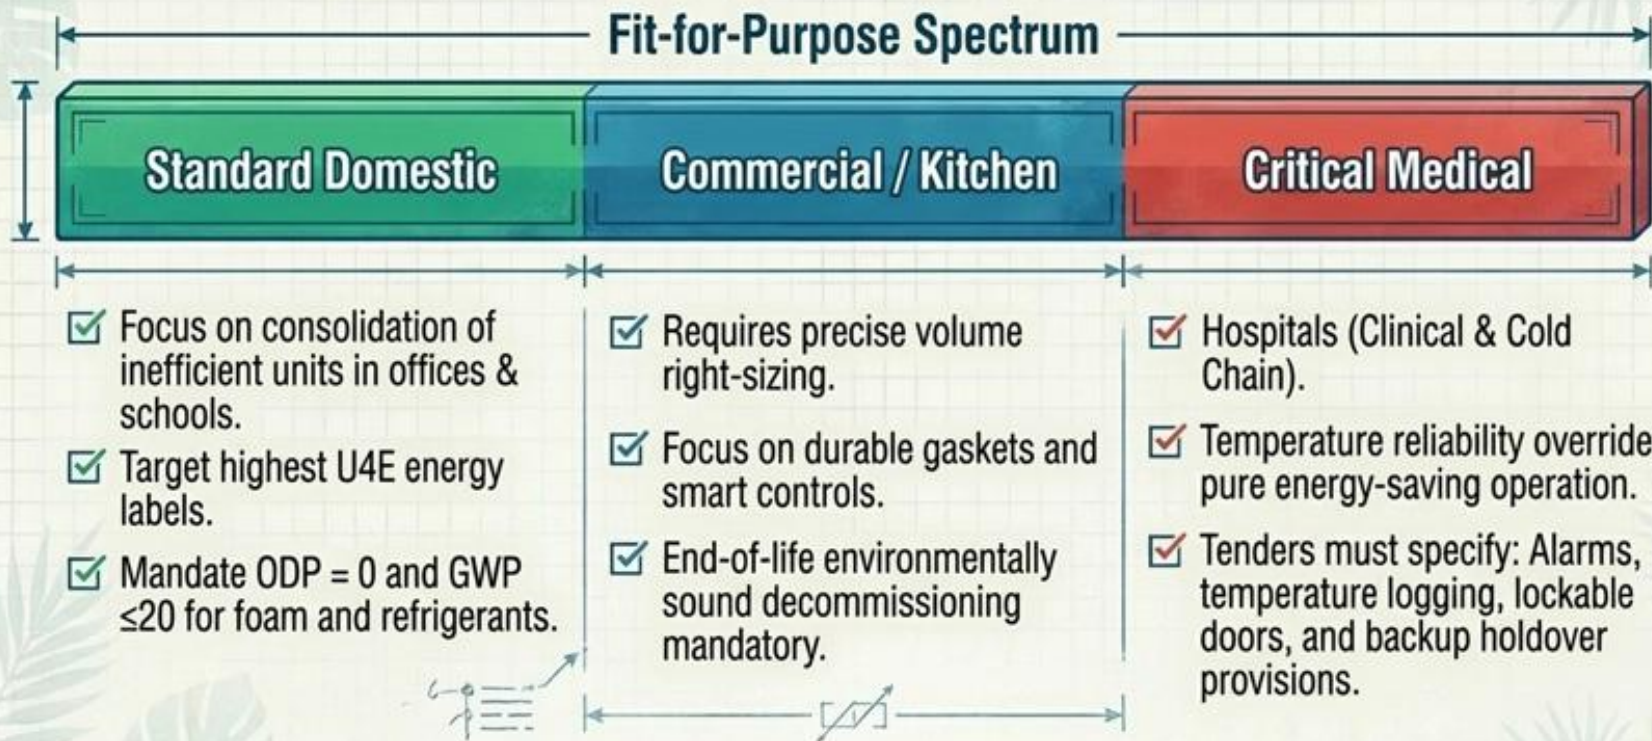 Fit-for-Purpose Spectrum
Standard Domestic
Commercial / Kitchen
Critical Medical
Focus on consolidation of
inefficient units in offices &
schools.
Target highest U4E energy
labels.
Mandate ODP = 0 and GWP
≤20 for foam and refrigerants.
Requires precise volume
right-sizing.
Focus on durable gaskets and
smart controls.
End-of-life environmentally
sound decommissioning
mandatory.
Hospitals (Clinical & Cold
Chain).
Temperature reliability override
pure energy-saving operation.
Tenders must specify: Alarms,
temperature logging, lockable
doors, and backup holdover
provisions.